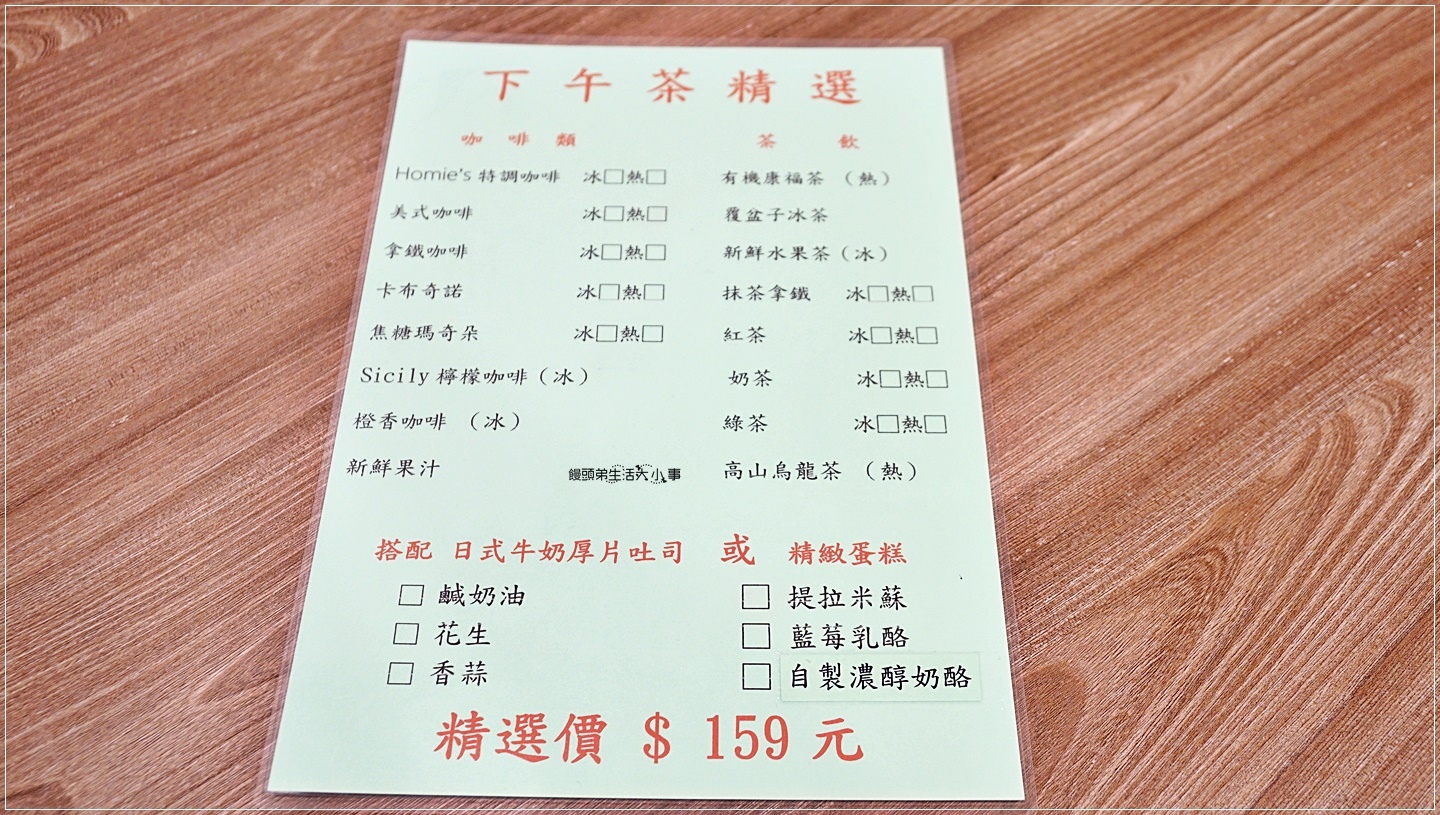 下午茶精選
咖啡類 茶飲
Homie's 特調咖啡 冰□熱□ 有機康福茶 （熱）
美式咖啡 冰□熱□ 覆盆子冰茶
拿鐵咖啡 冰□熱□ 新鮮水果茶（冰）
卡布奇諾 冰□熱□ 抹茶拿鐵 冰□熱□
焦糖瑪奇朵 冰□熱□ 紅茶 冰□熱□
Sicily 檸檬咖啡（冰） 奶茶 冰□熱□
橙香咖啡 （冰） 綠茶 冰□熱□
新鮮果汁 高山烏龍茶 （熱）
饅頭弟生活大小事
搭配 日式牛奶厚片吐司 或 精緻蛋糕
□ 鹹奶油 □ 提拉米蘇
□ 花生 □ 藍莓乳酪
□ 香蒜 □ 自製濃醇奶酪
精選價 $ 159 元